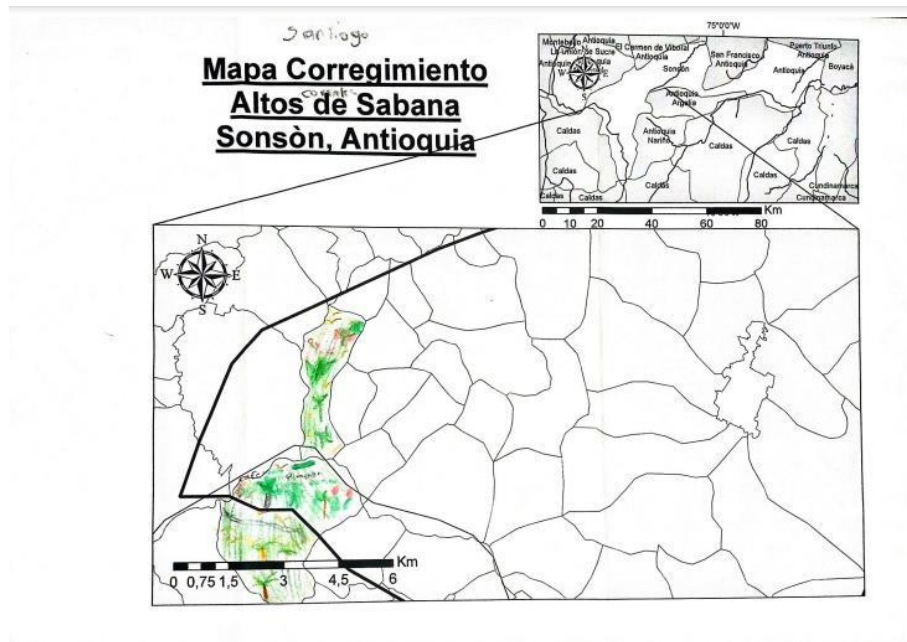 Santiago
Mapa Corregimiento
Altos de Sabana
Sonsòn, Antioquia
75°0'0"W
Antioquia
El Carmen de Viboral
Antioquia
Sonsón
San Francisco
Antioquia
Puerto Triunfo
Antioquia
Antioquia
Boyacá
N
E
S
Antioquia
Argelia
Antioquia
Nariño
Caldas
Caldas
Caldas
Caldas
Caldas
Caldas
Caldas
Cundinamarca
Cundinamarca
Km
0 10 20 40 60 80
N
W E
S
Km
0 0,75 1,5 3 4,5 6